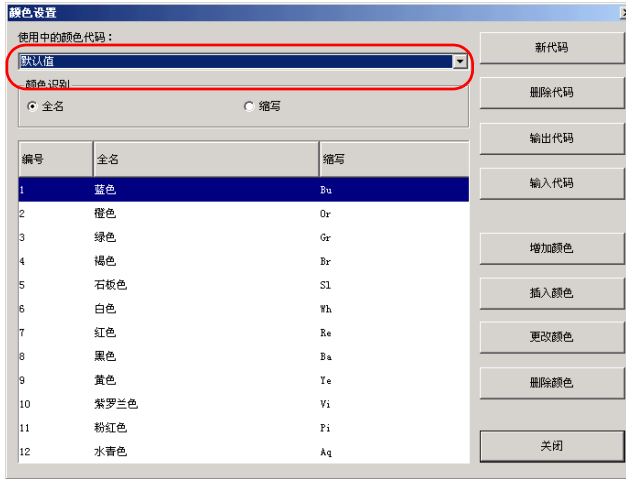 颜色设置
使用中的颜色代码：
默认值
颜色识别
全名 缩写
编号 全名 缩写
1 蓝色 Bu
2 橙色 Or
3 绿色 Gr
4 褐色 Br
5 石板色 Sl
6 白色 Wh
7 红色 Re
8 黑色 Ba
9 黄色 Ye
10 紫罗兰色 Vi
11 粉红色 Pi
12 水青色 Aq
新代码
删除代码
输出代码
输入代码
增加颜色
插入颜色
更改颜色
删除颜色
关闭